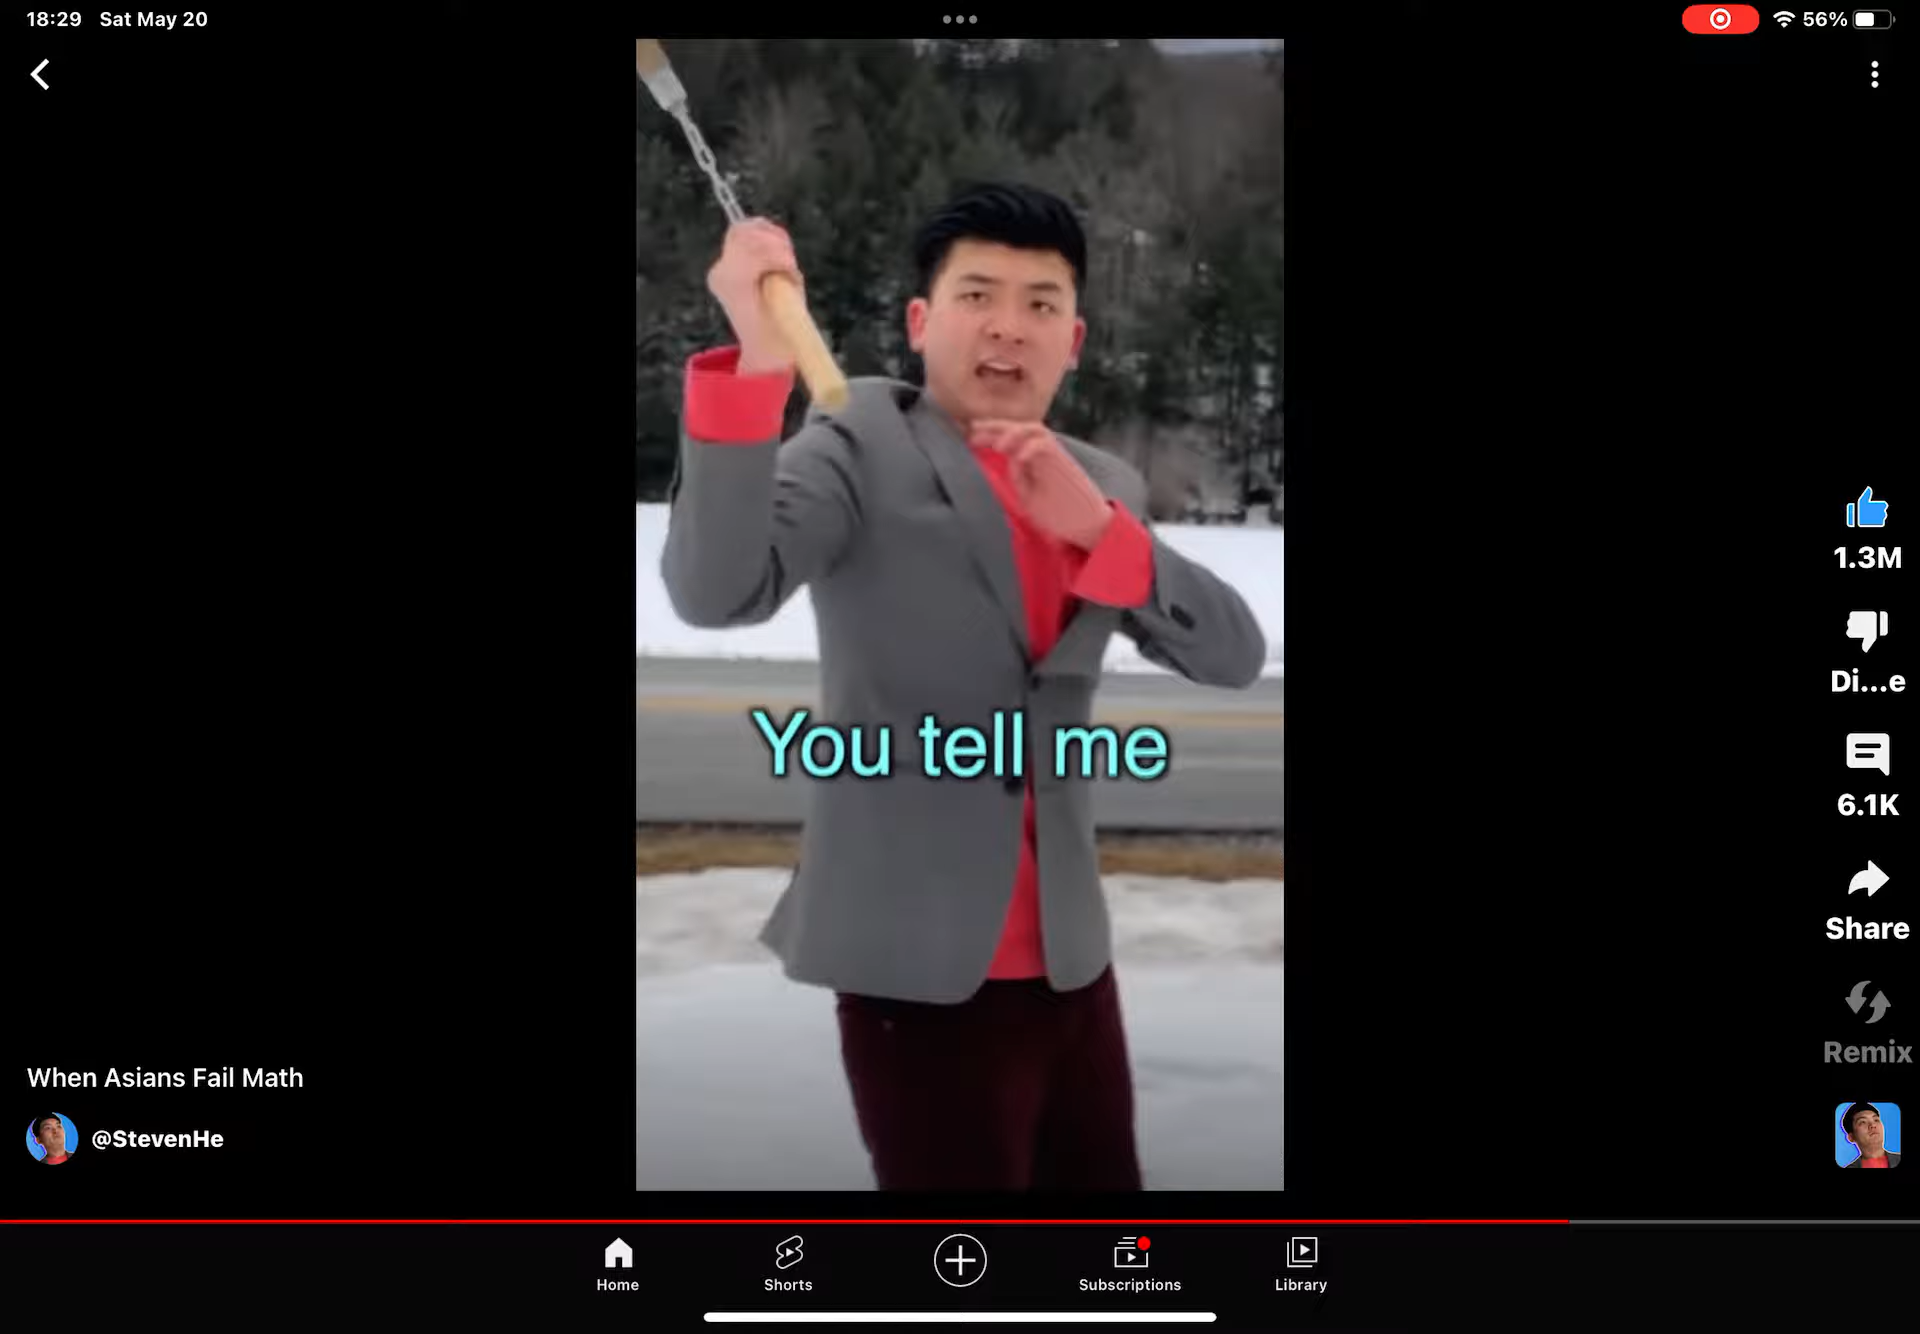 18:29 Sat May 20
56%
You tell me
1.3M
Di...e
6.1K
Share
Remix
When Asians Fail Math
@StevenHe
Home
Shorts
Subscriptions
Library